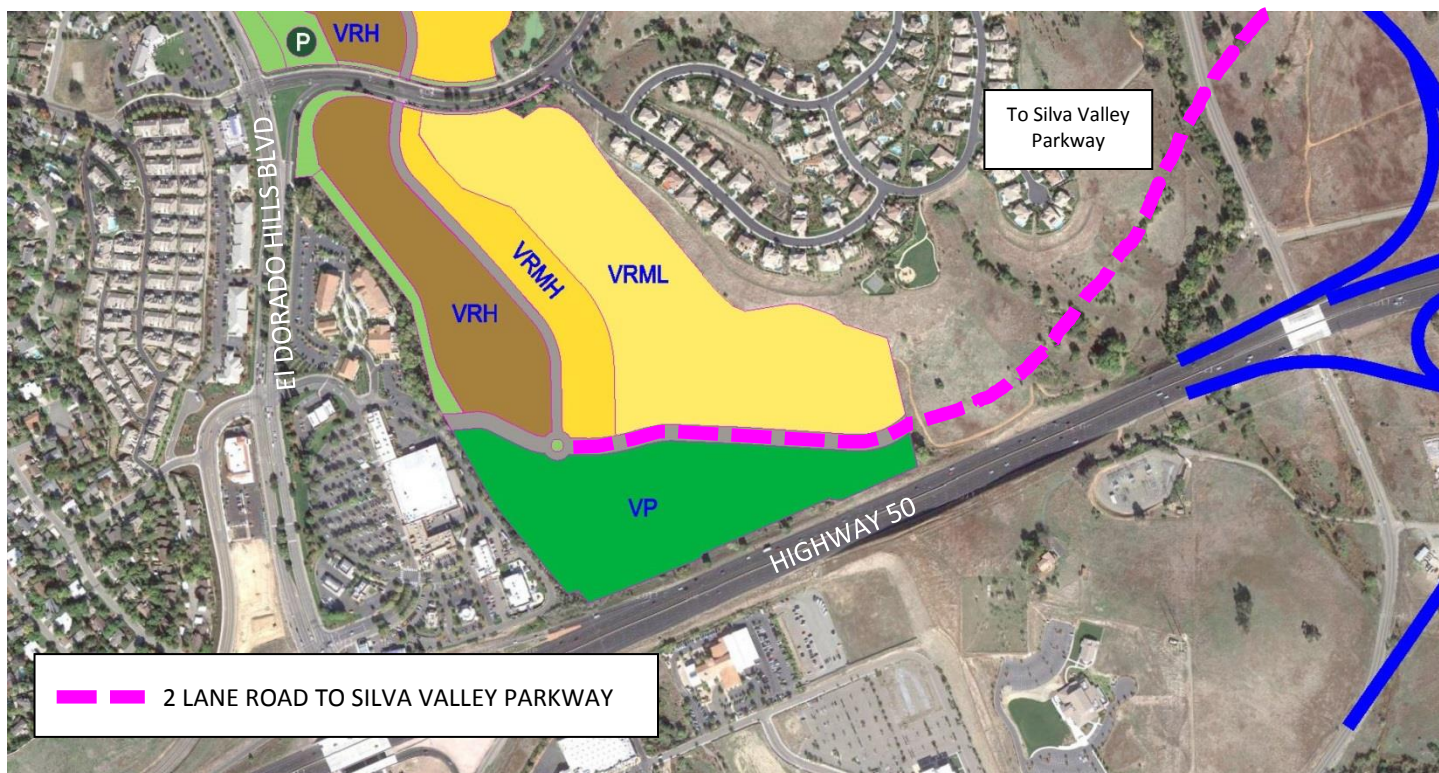 P
VRH
To Silva Valley
Parkway
El DORADO HILLS BLVD.
VRMH
VRML
VRH
VP
HIGHWAY 50
2 LANE ROAD TO SILVA VALLEY PARKWAY